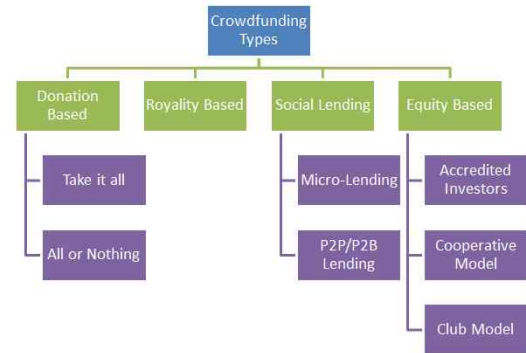 Crowdfunding
Types
Donation
Based
Royality Based
Social Lending
Equity Based
Take it all
Micro-Lending
Accredited
Investors
All or Nothing
P2P/P2B
Lending
Cooperative
Model
Club Model